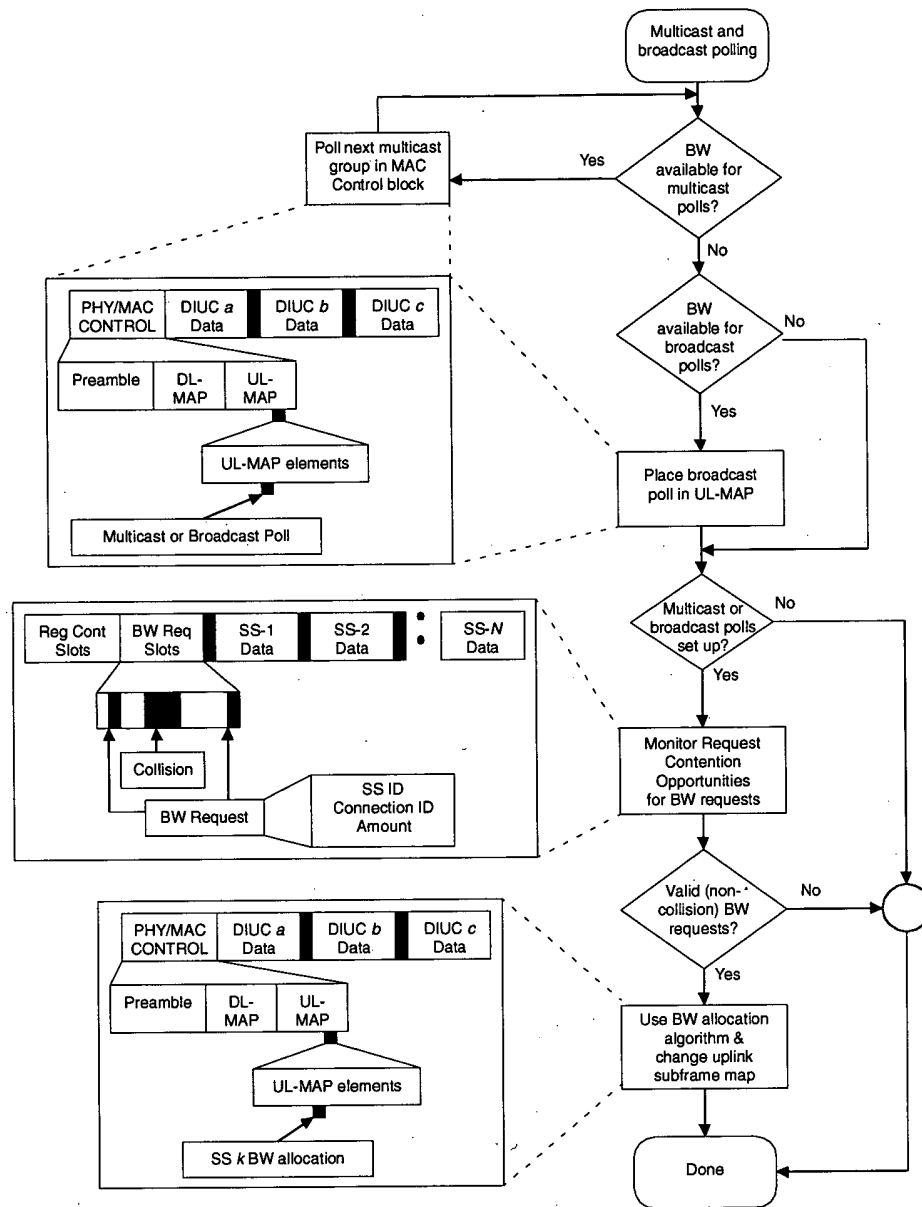 Multicast and
broadcast polling
Poll next multicast
group in MAC
Control block
Yes
BW
available for
multicast
polls?
No
PHY/MAC
CONTROL
DIUC a
Data
DIUC b
Data
DIUC c
Data
Preamble
DL-
MAP
UL-
MAP
UL-MAP elements
Multicast or Broadcast Poll
BW
available for
broadcast
polls?
No
Yes
Place broadcast
poll in UL-MAP
Multicast or
broadcast polls
set up?
No
Yes
Reg Cont
Slots
BW Req
Slots
SS-1
Data
SS-2
Data
SS-N
Data
Collision
BW Request
SS ID
Connection ID
Amount
Monitor Request
Contention
Opportunities
for BW requests
Valid (non-
collision) BW
requests?
No
Yes
PHY/MAC
CONTROL
DIUC a
Data
DIUC b
Data
DIUC c
Data
Preamble
DL-
MAP
UL-
MAP
UL-MAP elements
SS k BW allocation
Use BW allocation
algorithm &
change uplink
subframe map
Done